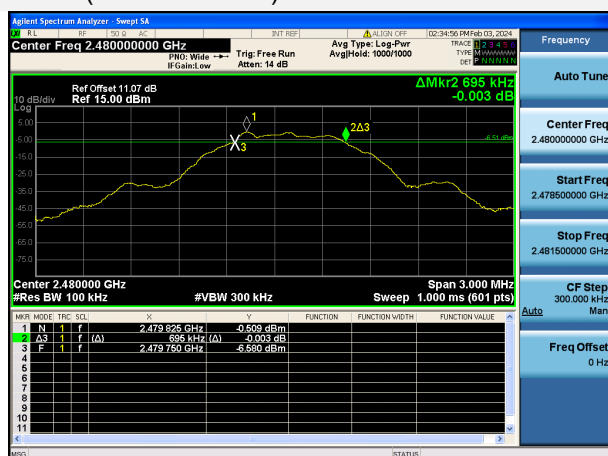 Agilent Spectrum Analyzer - Swept SA
RL RF 50 Ω AC INT REF ALIGN OFF 02:34:56 PM Feb 03, 2024
Center Freq 2.480000000 GHz
PNO: Wide
IFGain:Low
Trig: Free Run
Atten: 14 dB
Avg Type: Log-Pwr
Avg|Hold: 1000/1000
TRACE 1 2 3 4 5 6
TYPE
DET P N N N N N
Ref Offset 11.07 dB
Ref 15.00 dBm
10 dB/div
Log
ΔMkr2 695 kHz
-0.003 dB
5.00
-5.00
-15.0
-25.0
-35.0
-45.0
-55.0
-65.0
-75.0
1
2Δ3
3
-6.51 dBm
Center 2.480000 GHz
Span 3.000 MHz
#Res BW 100 kHz
#VBW 300 kHz
Sweep 1.000 ms (601 pts)
MKR MODE TRC SCL X Y FUNCTION FUNCTION WIDTH FUNCTION VALUE
1 N 1 f 2.479 825 GHz -0.509 dBm
2 Δ3 1 f (Δ) 695 kHz (Δ) -0.003 dB
3 F 1 f 2.479 750 GHz -6.580 dBm
4
5
6
7
8
9
10
11
MSG STATUS
Frequency
Auto Tune
Center Freq
2.480000000 GHz
Start Freq
2.478500000 GHz
Stop Freq
2.481500000 GHz
CF Step
300.000 kHz
Auto Man
Freq Offset
0 Hz